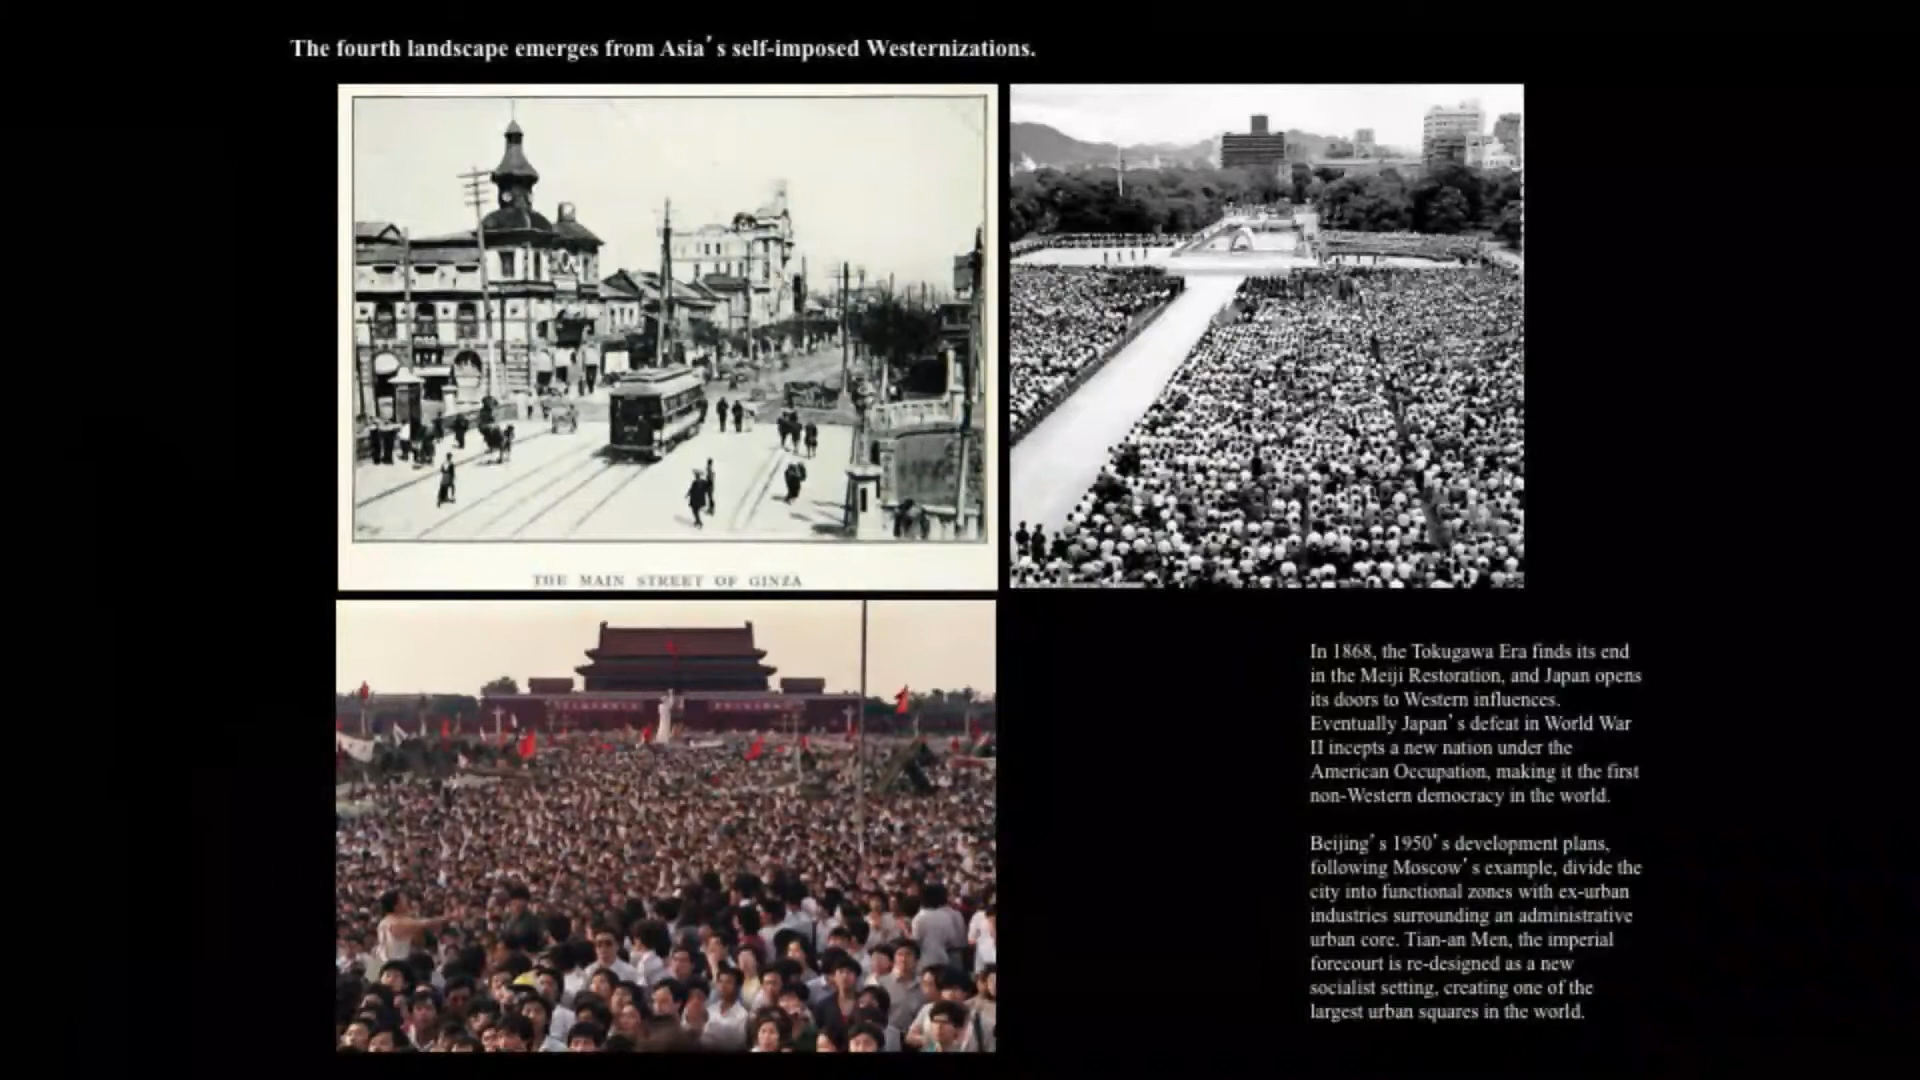 The fourth landscape emerges from Asia's self-imposed Westernizations.
THE MAIN STREET OF GINZA
In 1868, the Tokugawa Era finds its end
in the Meiji Restoration, and Japan opens
its doors to Western influences.
Eventually Japan's defeat in World War
II incepts a new nation under the
American Occupation, making it the first
non-Western democracy in the world.
Beijing's 1950's development plans,
following Moscow's example, divide the
city into functional zones with ex-urban
industries surrounding an administrative
urban core. Tian-an Men, the imperial
forecourt is re-designed as a new
socialist setting, creating one of the
largest urban squares in the world.